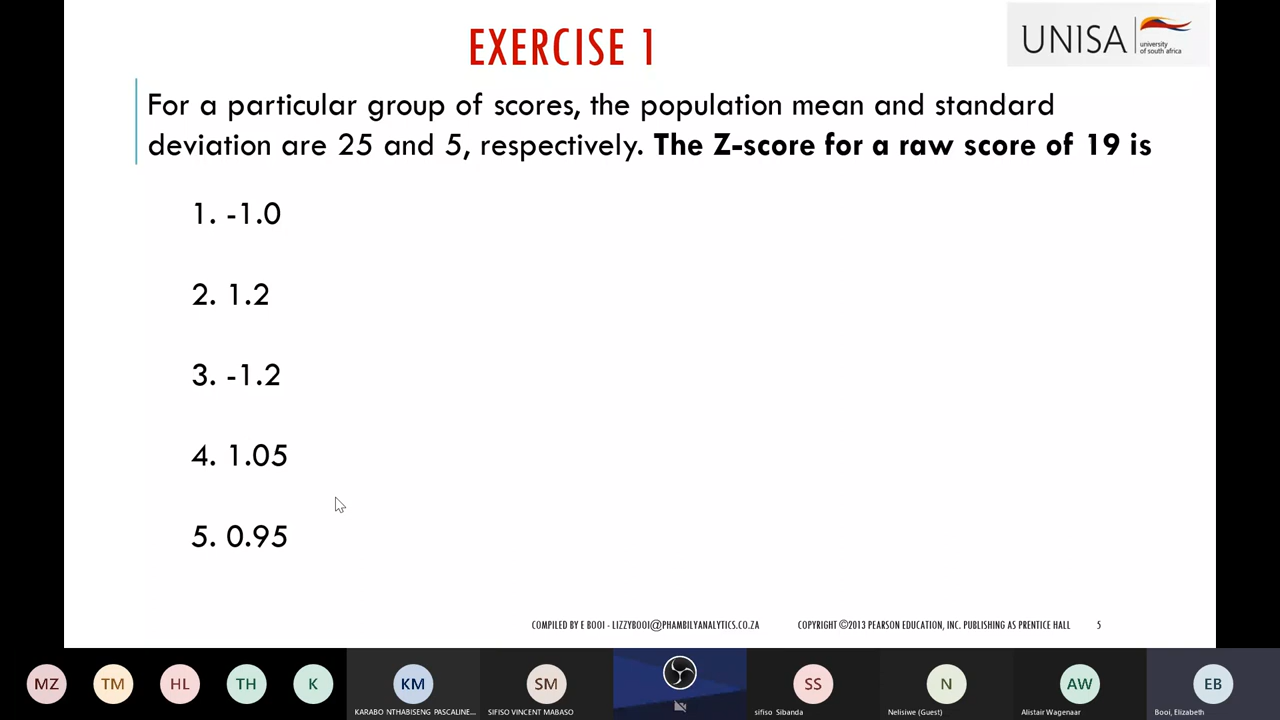 EXERCISE 1
UNISA
university
of south africa
For a particular group of scores, the population mean and standard
deviation are 25 and 5, respectively. The Z-score for a raw score of 19 is
1. -1.0
2. 1.2
3. -1.2
4. 1.05
5. 0.95
COMPILED BY E BOOI - LIZZYBOOI@PHAMBILYANALYTICS.CO.ZA
COPYRIGHT ©2013 PEARSON EDUCATION, INC. PUBLISHING AS PRENTICE HALL
5
MZ
TM
HL
TH
K
KM
SM
SS
N
AW
EB
KARABO NTHABISENG PASCALINE...
SIFISO VINCENT MABASO
sifiso Sibanda
Nelisiwe (Guest)
Alistair Wagenaar
Booi, Elizabeth